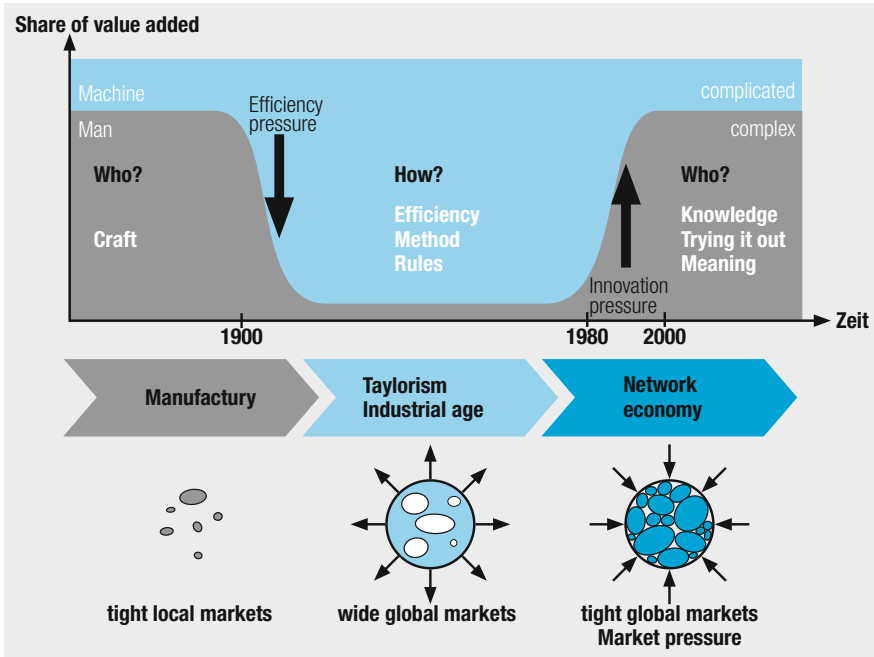 Share of value added
Machine
Man
Efficiency
pressure
complicated
complex
Who?
Craft
How?
Efficiency
Method
Rules
Who?
Knowledge
Trying it out
Meaning
Innovation
pressure
1900
1980
2000
Zeit
Manufactury
Taylorism
Industrial age
Network
economy
tight local markets
wide global markets
tight global markets
Market pressure